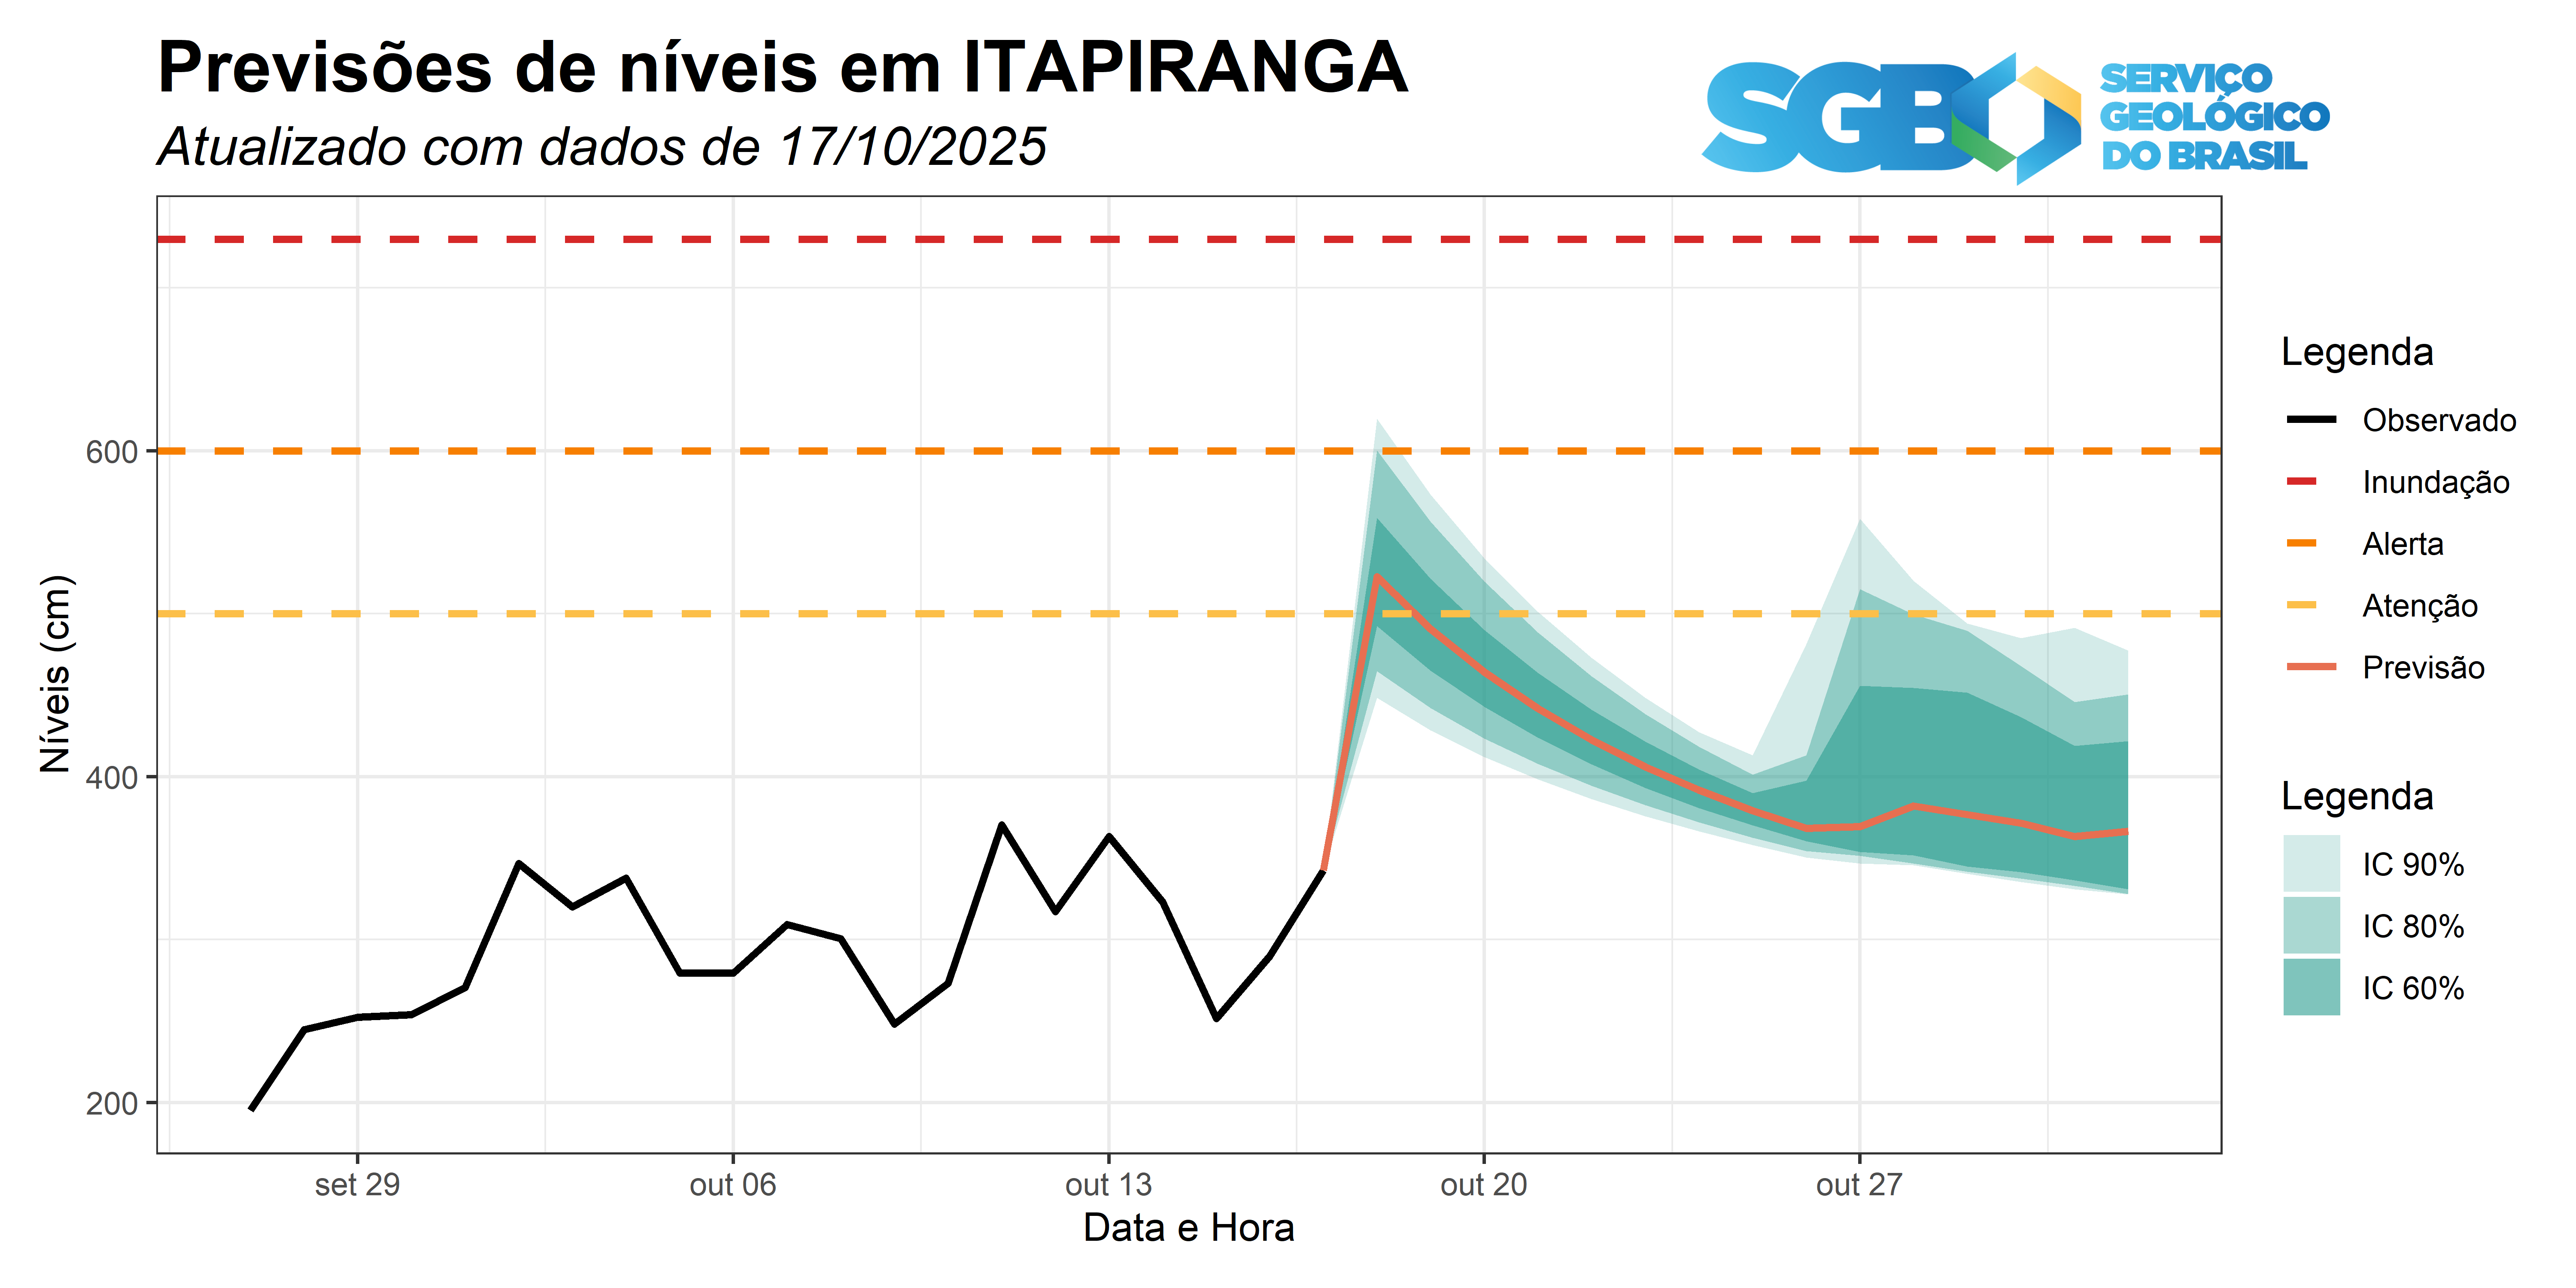 Previsões de níveis em ITAPIRANGA
Atualizado com dados de 17/10/2025
SGB
SERVIÇO
GEOLÓGICO
DO BRASIL
Níveis (cm)
600
400
200
set 29
out 06
out 13
out 20
out 27
Data e Hora
Legenda
Observado
Inundação
Alerta
Atenção
Previsão
Legenda
IC 90%
IC 80%
IC 60%